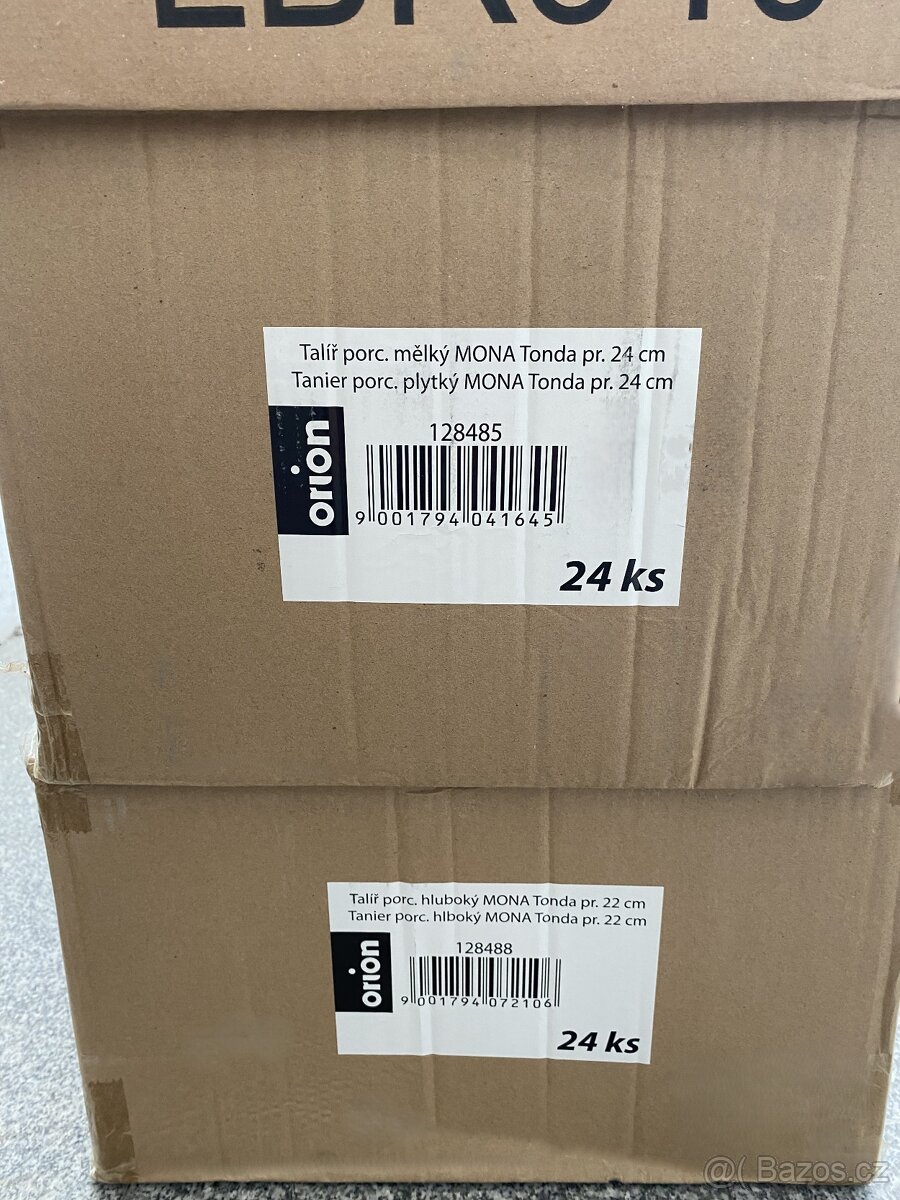 Talíř porc. mělký MONA Tonda pr. 24 cm
Tanier porc. plytký MONA Tonda pr. 24 cm
orion
128485
9 001794 041645
24 ks
Talíř porc. hluboký MONA Tonda pr. 22 cm
Tanier porc. hlboký MONA Tonda pr. 22 cm
orion
128488
9 001794 072106
24 ks
@( Bazos.cz